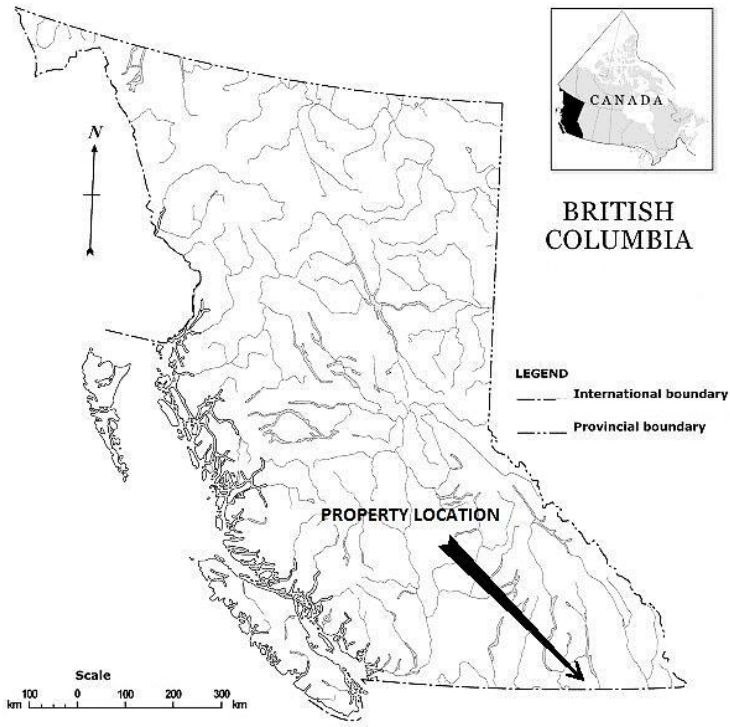 N
CANADA
BRITISH
COLUMBIA
LEGEND
International boundary
Provincial boundary
PROPERTY LOCATION
Scale
km 100 0 100 200 300 km